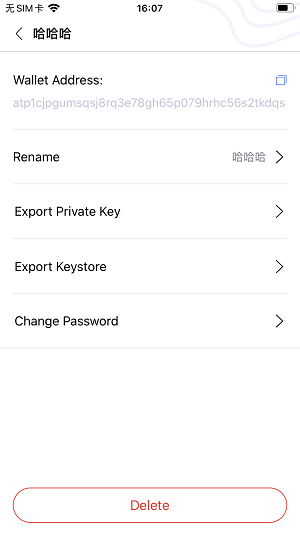 无 SIM 卡 16:07
哈哈哈
Wallet Address:
atp1cjpgumsqsj8rq3e78gh65p079hrhc56s2tkdqs
Rename 哈哈哈
Export Private Key
Export Keystore
Change Password
Delete